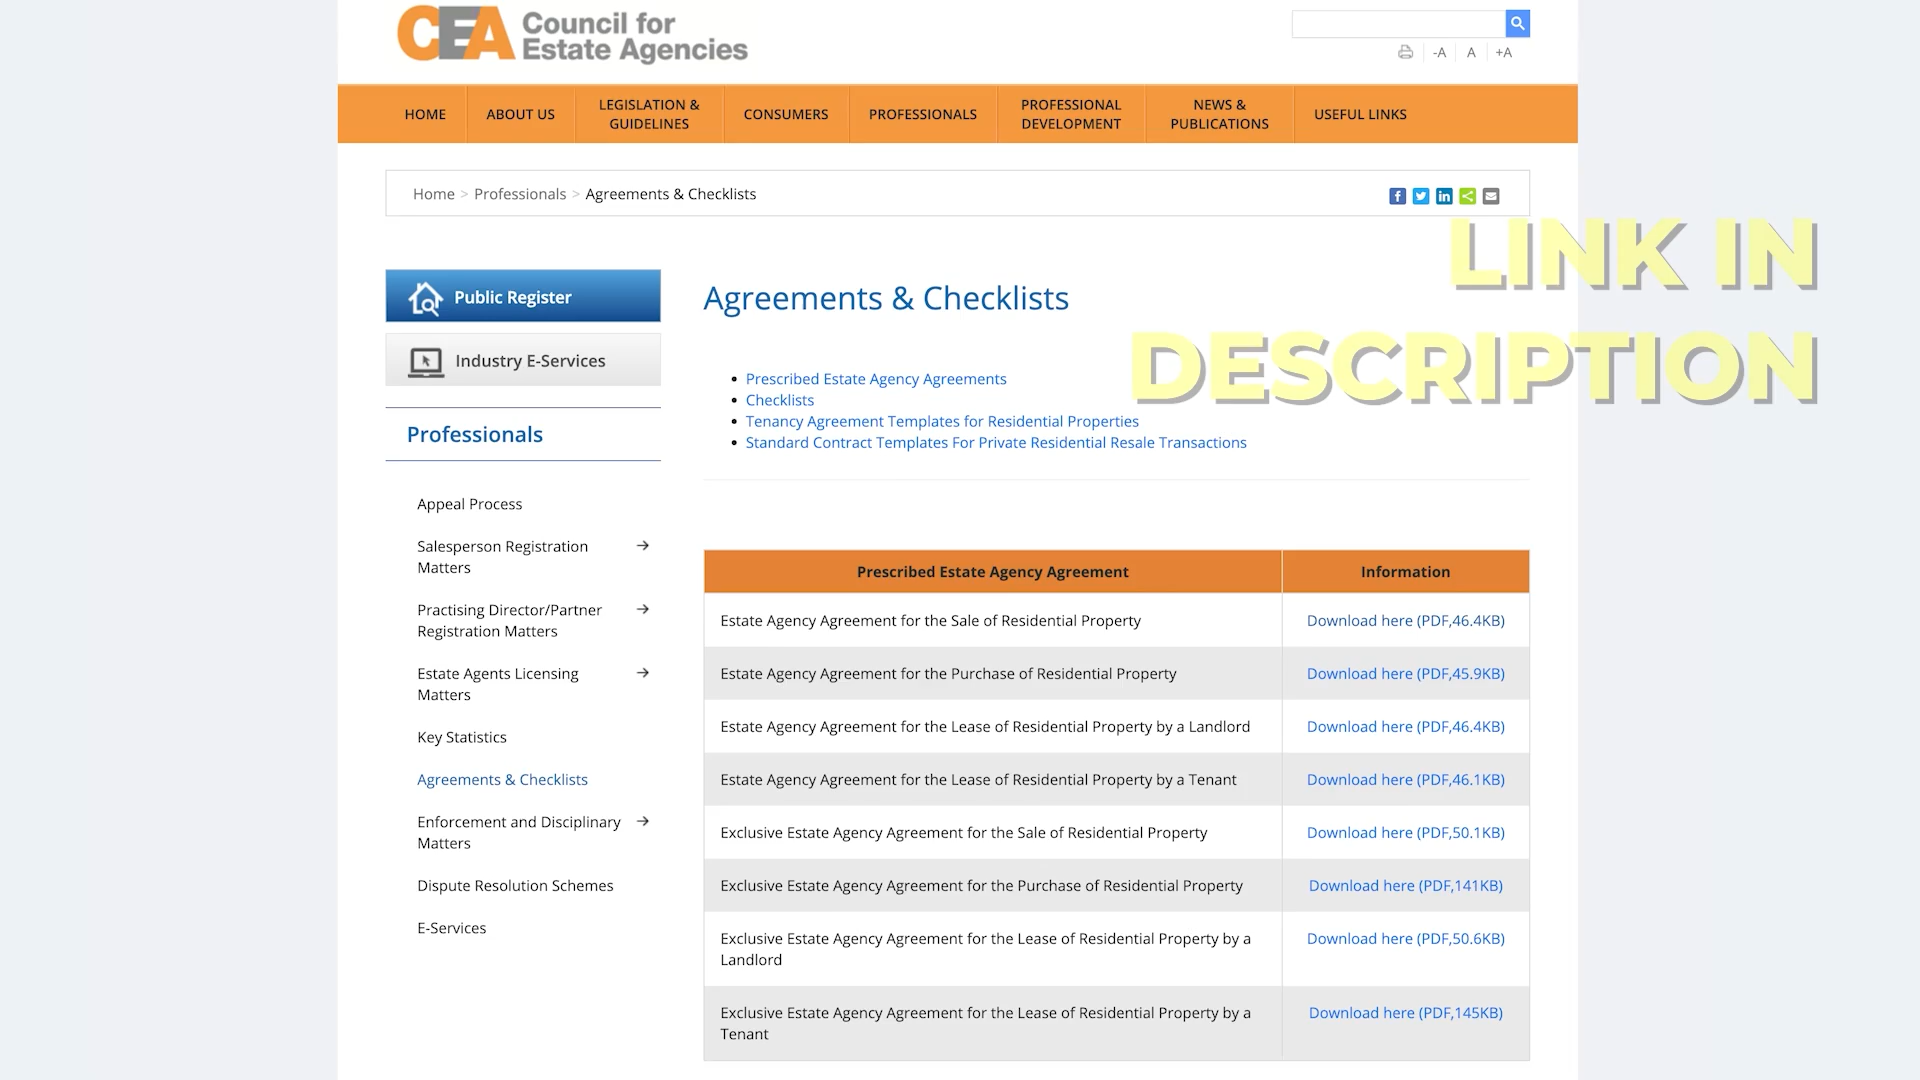 CEA Council for
Estate Agencies
-A A +A
HOME
ABOUT US
LEGISLATION &
GUIDELINES
CONSUMERS
PROFESSIONALS
PROFESSIONAL
DEVELOPMENT
NEWS &
PUBLICATIONS
USEFUL LINKS
Home > Professionals > Agreements & Checklists
LINK IN
DESCRIPTION
Public Register
Industry E-Services
Professionals
Appeal Process
Salesperson Registration
Matters
Practising Director/Partner
Registration Matters
Estate Agents Licensing
Matters
Key Statistics
Agreements & Checklists
Enforcement and Disciplinary
Matters
Dispute Resolution Schemes
E-Services
Agreements & Checklists
Prescribed Estate Agency Agreements
Checklists
Tenancy Agreement Templates for Residential Properties
Standard Contract Templates For Private Residential Resale Transactions
Prescribed Estate Agency Agreement Information
Estate Agency Agreement for the Sale of Residential Property Download here (PDF,46.4KB)
Estate Agency Agreement for the Purchase of Residential Property Download here (PDF,45.9KB)
Estate Agency Agreement for the Lease of Residential Property by a Landlord Download here (PDF,46.4KB)
Estate Agency Agreement for the Lease of Residential Property by a Tenant Download here (PDF,46.1KB)
Exclusive Estate Agency Agreement for the Sale of Residential Property Download here (PDF,50.1KB)
Exclusive Estate Agency Agreement for the Purchase of Residential Property Download here (PDF,141KB)
Exclusive Estate Agency Agreement for the Lease of Residential Property by a Download here (PDF,50.6KB)
Landlord
Exclusive Estate Agency Agreement for the Lease of Residential Property by a Download here (PDF,145KB)
Tenant